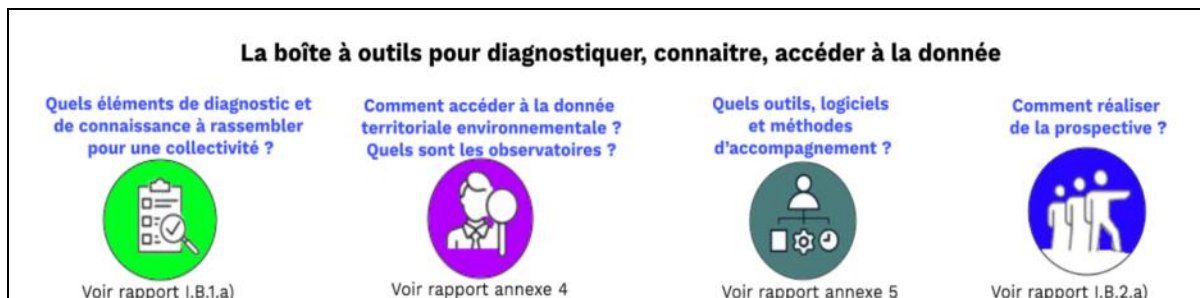 La boîte à outils pour diagnostiquer, connaitre, accéder à la donnée
Quels éléments de diagnostic et
de connaissance à rassembler
pour une collectivité ?
Voir rapport I.B.1.a)
Comment accéder à la donnée
territoriale environnementale ?
Quels sont les observatoires ?
Voir rapport annexe 4
Quels outils, logiciels
et méthodes
d'accompagnement ?
Voir rapport annexe 5
Comment réaliser
de la prospective ?
Voir rapport I.B.2.a)